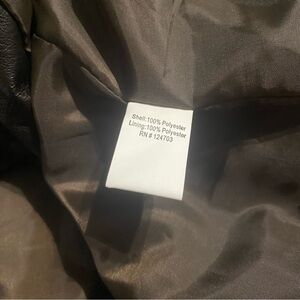 Shell:100% Polyester
Lining:100% Polyester
RN # 124703